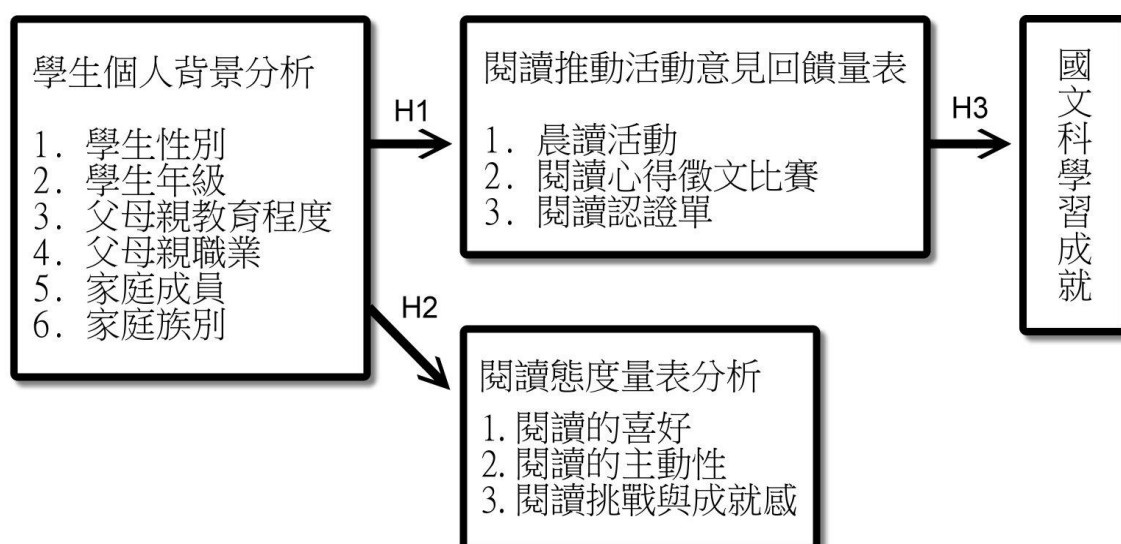 學生個人背景分析
1. 學生性別
2. 學生年級
3. 父母親教育程度
4. 父母親職業
5. 家庭成員
6. 家庭族別
H1
閱讀推動活動意見回饋量表
1. 晨讀活動
2. 閱讀心得徵文比賽
3. 閱讀認證單
H3
國文科學習成就
H2
閱讀態度量表分析
1. 閱讀的喜好
2. 閱讀的主動性
3. 閱讀挑戰與成就感